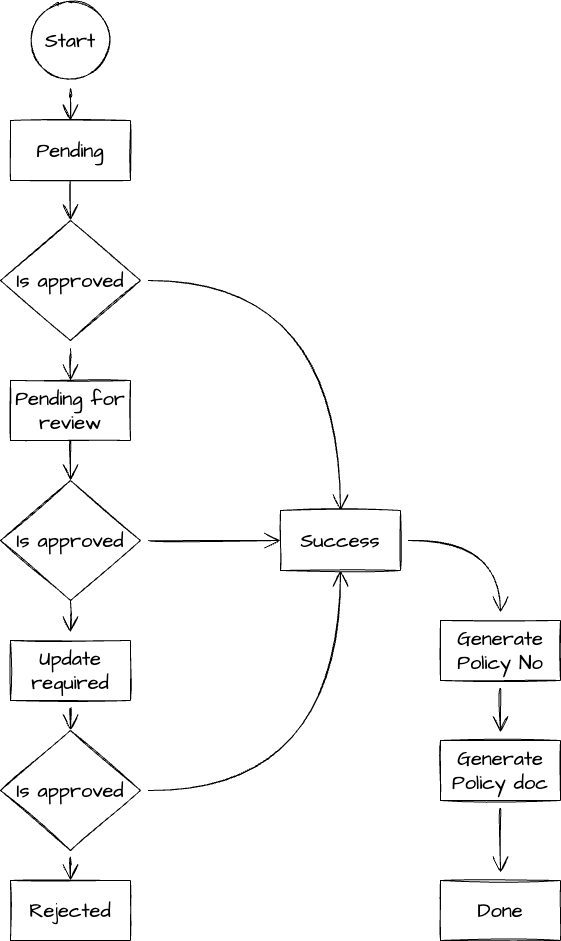 Start
Pending
Is approved
Pending for
review
Is approved
Success
Update
required
Is approved
Rejected
Generate
Policy No
Generate
Policy doc
Done